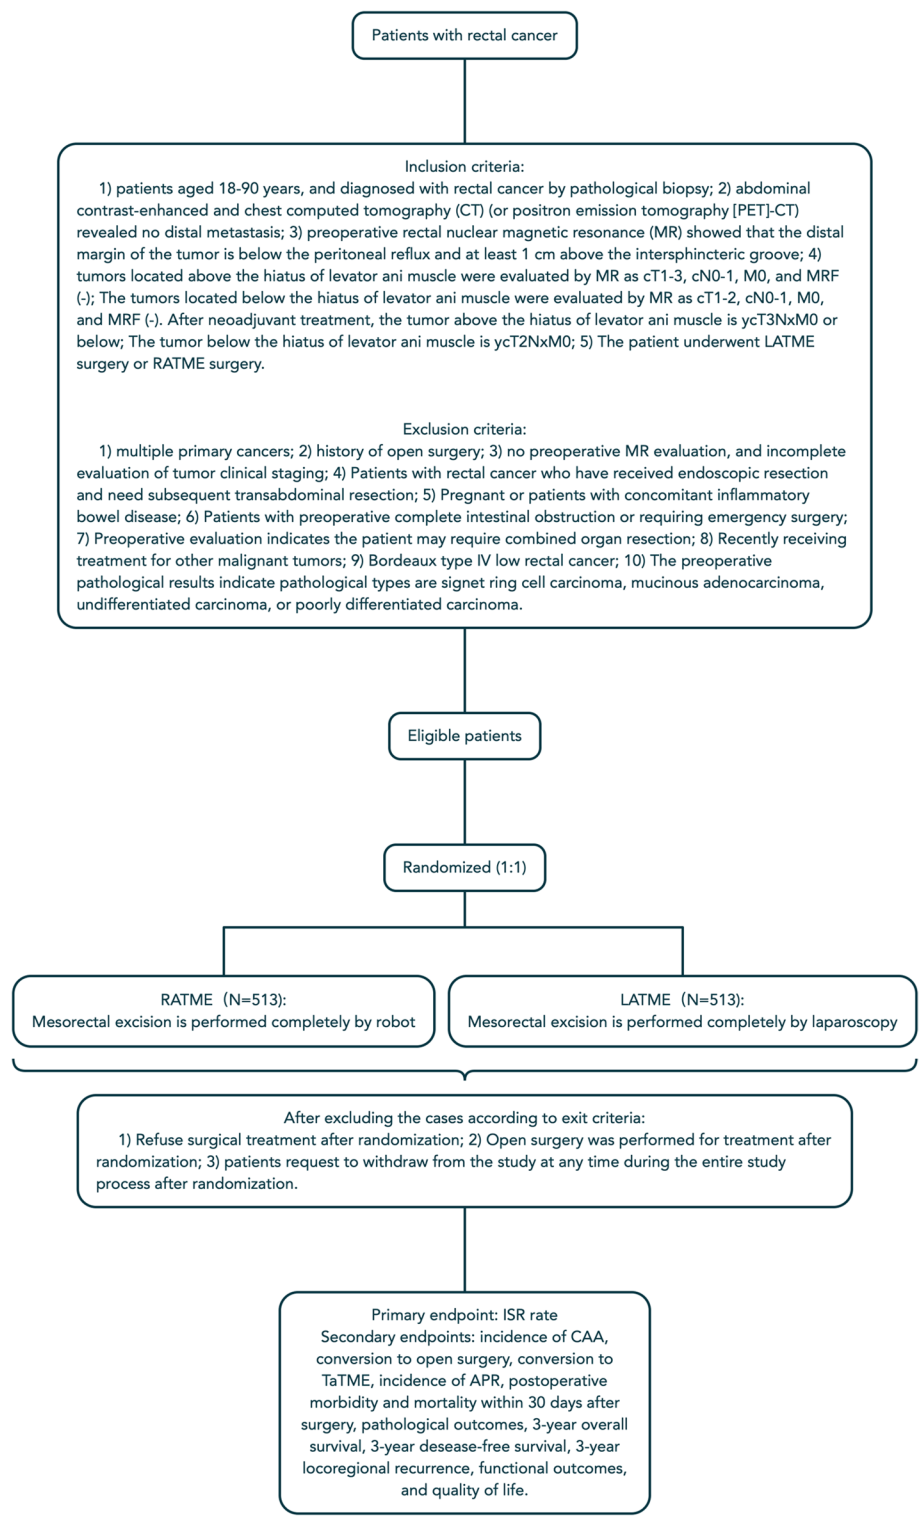 Patients with rectal cancer
Inclusion criteria:
1) patients aged 18-90 years, and diagnosed with rectal cancer by pathological biopsy; 2) abdominal
contrast-enhanced and chest computed tomography (CT) (or positron emission tomography [PET]-CT)
revealed no distal metastasis; 3) preoperative rectal nuclear magnetic resonance (MR) showed that the distal
margin of the tumor is below the peritoneal reflux and at least 1 cm above the intersphincteric groove; 4)
tumors located above the hiatus of levator ani muscle were evaluated by MR as cT1-3, cN0-1, M0, and MRF
(-); The tumors located below the hiatus of levator ani muscle were evaluated by MR as cT1-2, cN0-1, M0,
and MRF (-). After neoadjuvant treatment, the tumor above the hiatus of levator ani muscle is ycT3NxM0 or
below; The tumor below the hiatus of levator ani muscle is ycT2NxM0; 5) The patient underwent LATME
surgery or RATME surgery.
Exclusion criteria:
1) multiple primary cancers; 2) history of open surgery; 3) no preoperative MR evaluation, and incomplete
evaluation of tumor clinical staging; 4) Patients with rectal cancer who have received endoscopic resection
and need subsequent transabdominal resection; 5) Pregnant or patients with concomitant inflammatory
bowel disease; 6) Patients with preoperative complete intestinal obstruction or requiring emergency surgery;
7) Preoperative evaluation indicates the patient may require combined organ resection; 8) Recently receiving
treatment for other malignant tumors; 9) Bordeaux type IV low rectal cancer; 10) The preoperative
pathological results indicate pathological types are signet ring cell carcinoma, mucinous adenocarcinoma,
undifferentiated carcinoma, or poorly differentiated carcinoma.
Eligible patients
Randomized (1:1)
RATME（N=513):
Mesorectal excision is performed completely by robot
LATME（N=513):
Mesorectal excision is performed completely by laparoscopy
After excluding the cases according to exit criteria:
1) Refuse surgical treatment after randomization; 2) Open surgery was performed for treatment after
randomization; 3) patients request to withdraw from the study at any time during the entire study
process after randomization.
Primary endpoint: ISR rate
Secondary endpoints: incidence of CAA,
conversion to open surgery, conversion to
TaTME, incidence of APR, postoperative
morbidity and mortality within 30 days after
surgery, pathological outcomes, 3-year overall
survival, 3-year desease-free survival, 3-year
locoregional recurrence, functional outcomes,
and quality of life.